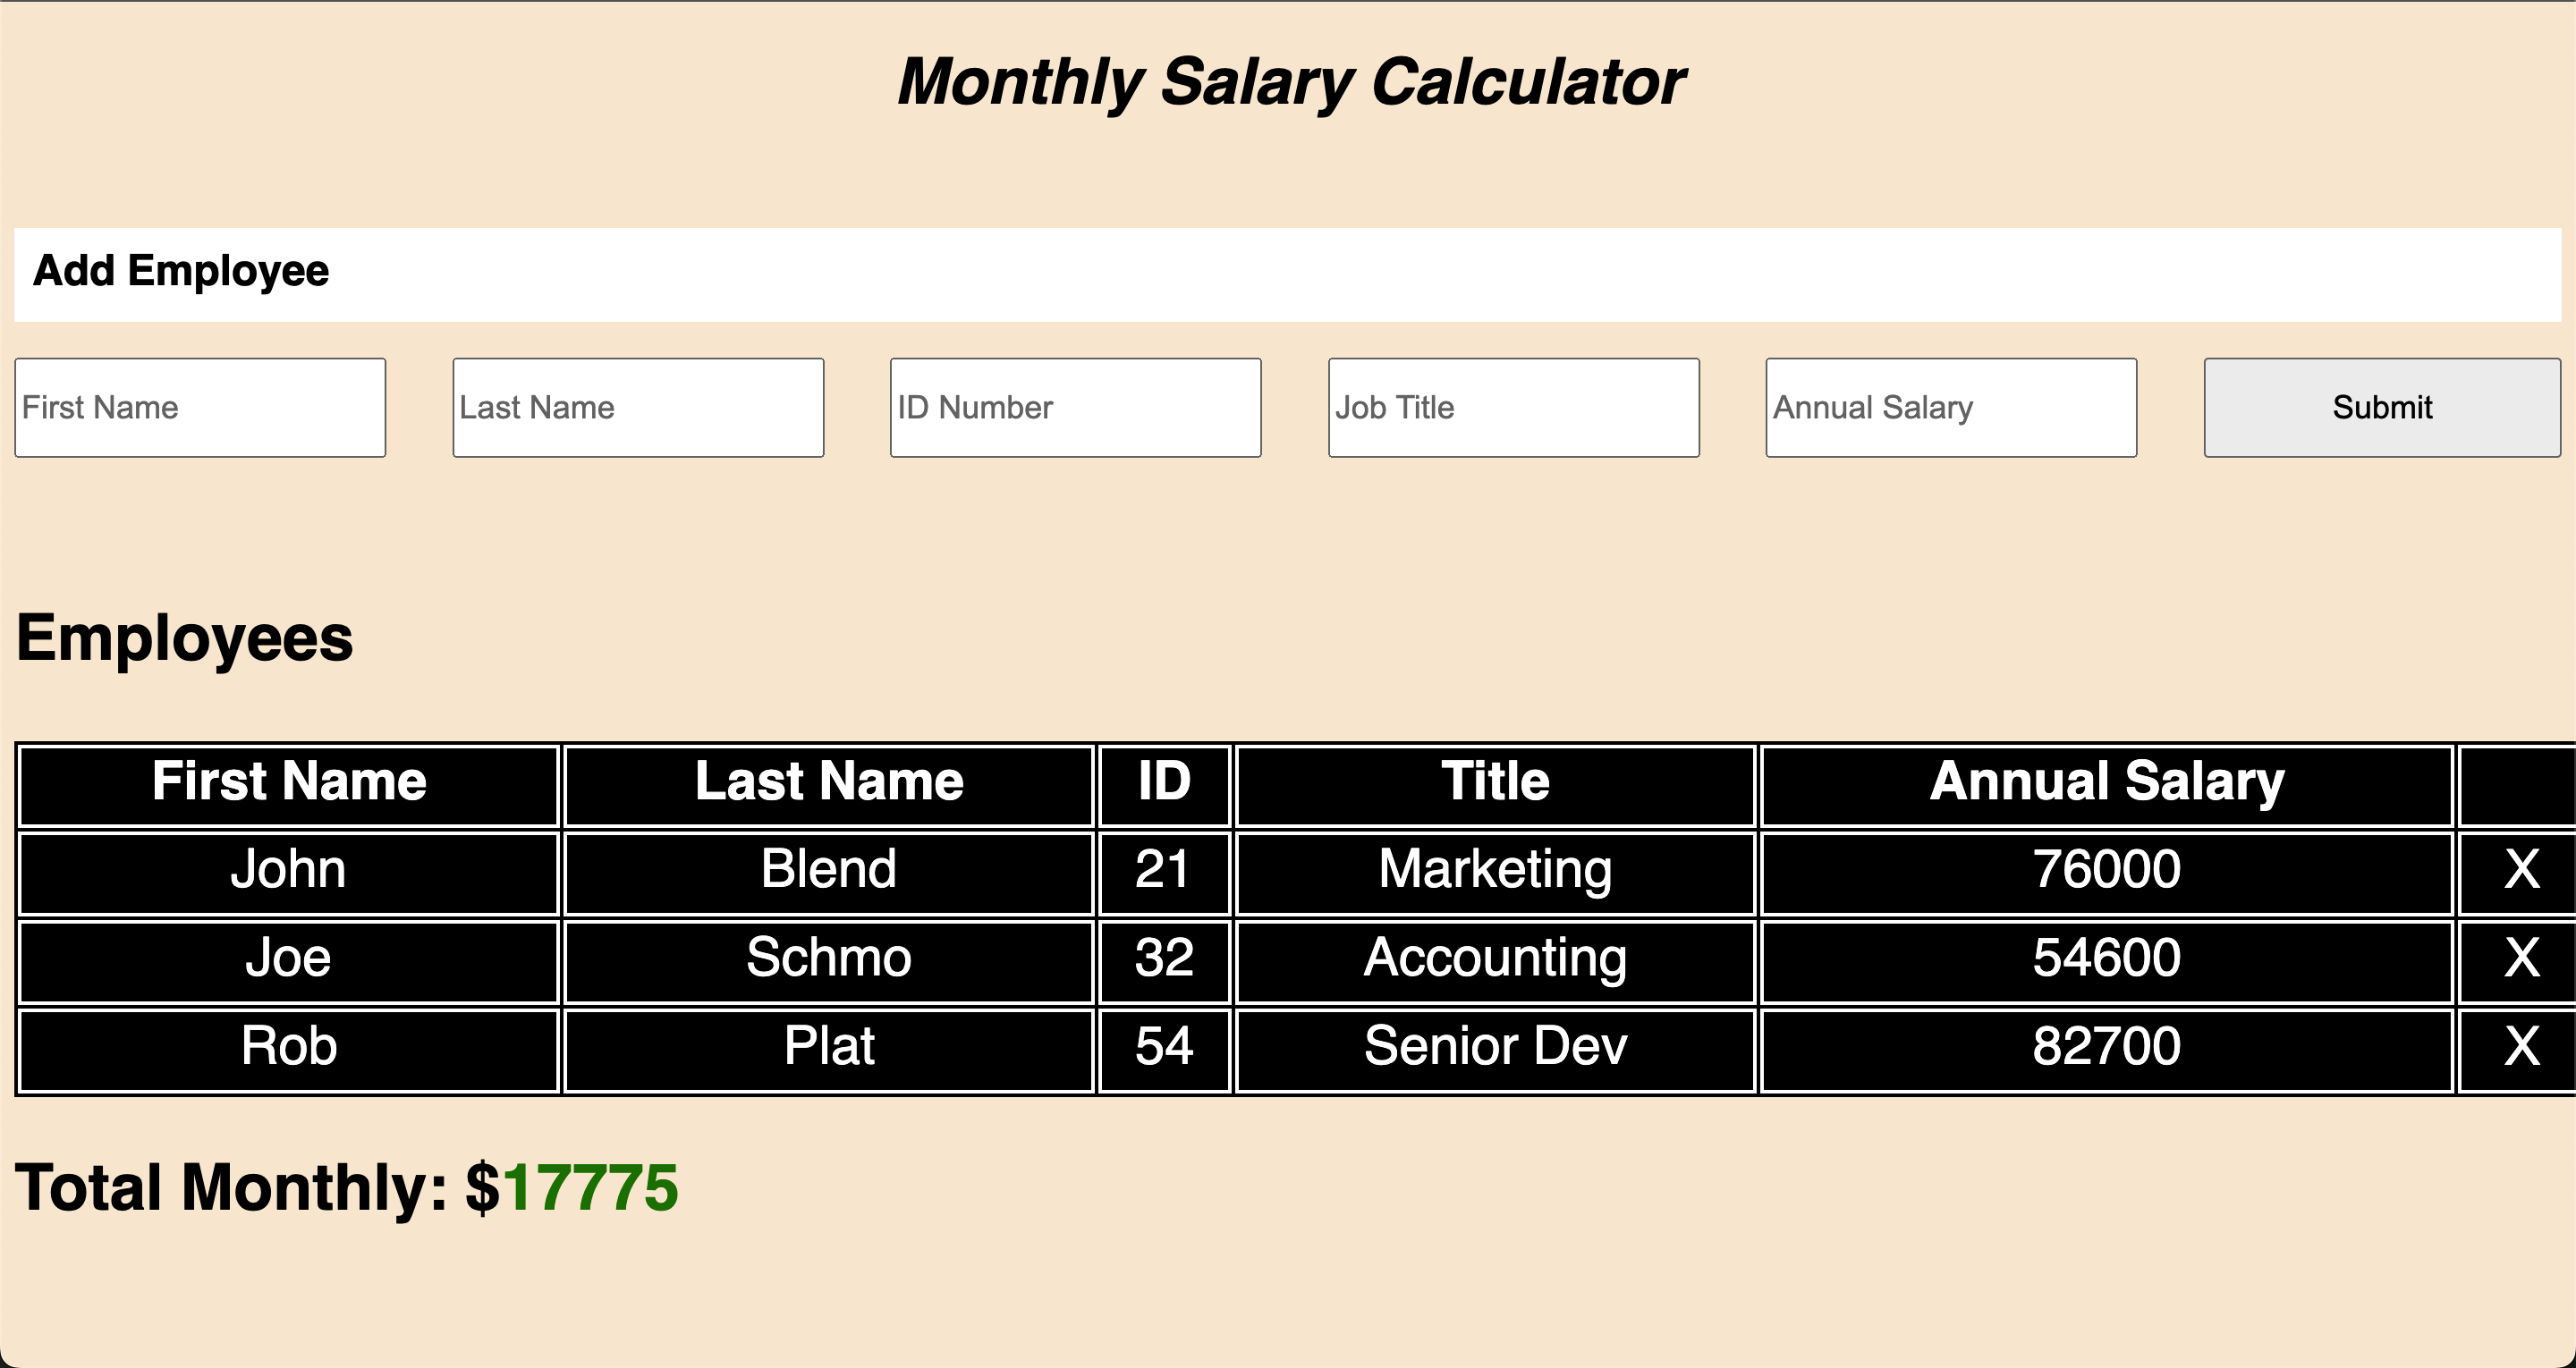 Monthly Salary Calculator
Add Employee
First Name Last Name ID Number Job Title Annual Salary Submit
Employees
First Name Last Name ID Title Annual Salary
John Blend 21 Marketing 76000 X
Joe Schmo 32 Accounting 54600 X
Rob Plat 54 Senior Dev 82700 X
Total Monthly: $17775